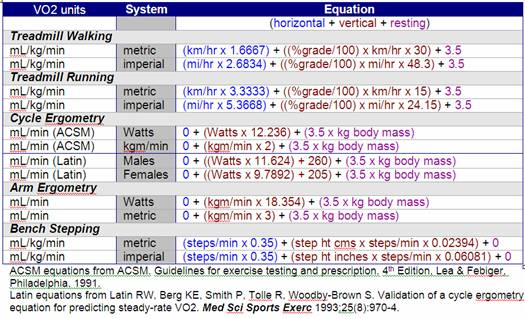 VO2 units System Equation
(horizontal + vertical + resting)
Treadmill Walking
mL/kg/min metric (km/hr x 1.6667) + ((%grade/100) x km/hr x 30) + 3.5
mL/kg/min imperial (mi/hr x 2.6834) + ((%grade/100) x mi/hr x 48.3) + 3.5
Treadmill Running
mL/kg/min metric (km/hr x 3.3333) + ((%grade/100) x km/hr x 15) + 3.5
mL/kg/min imperial (mi/hr x 5.3668) + ((%grade/100) x mi/hr x 24.15) + 3.5
Cycle Ergometry
mL/min (ACSM) Watts 0 + (Watts x 12.236) + (3.5 x kg body mass)
mL/min (ACSM) kgm/min 0 + (kgm/min x 2) + (3.5 x kg body mass)
mL/min (Latin) Males 0 + ((Watts x 11.624) + 260) + (3.5 x kg body mass)
mL/min (Latin) Females 0 + ((Watts x 9.7892) + 205) + (3.5 x kg body mass)
Arm Ergometry
mL/min Watts 0 + (kgm/min x 18.354) + (3.5 x kg body mass)
mL/min metric 0 + (kgm/min x 3) + (3.5 x kg body mass)
Bench Stepping
mL/kg/min metric (steps/min x 0.35) + (step ht cms x steps/min x 0.02394) + 0
mL/kg/min imperial (steps/min x 0.35) + (step ht inches x steps/min x 0.06081) + 0
ACSM equations from ACSM. Guidelines for exercise testing and prescription. 4th Edition. Lea & Febiger,
Philadelphia, 1991.
Latin equations from Latin RW, Berg KE, Smith P, Tolle R, Woodby-Brown S. Validation of a cycle ergometry
equation for predicting steady-rate VO2. Med Sci Sports Exerc 1993;25(8):970-4.